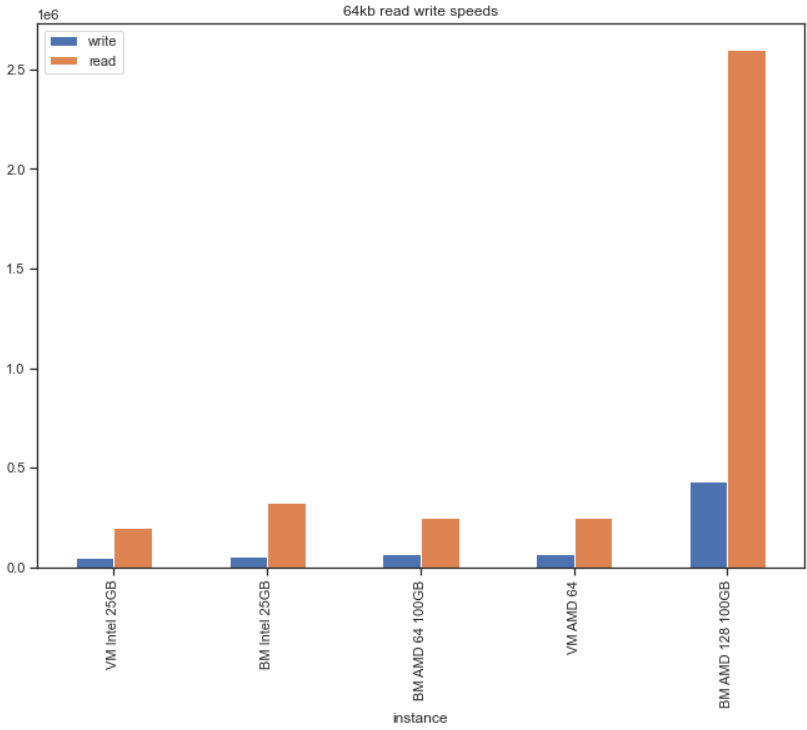 64kb read write speeds
1e6
write
read
2.5
2.0
1.5
1.0
0.5
0.0
VM Intel 25GB
BM Intel 25GB
BM AMD 64 100GB
VM AMD 64
BM AMD 128 100GB
instance